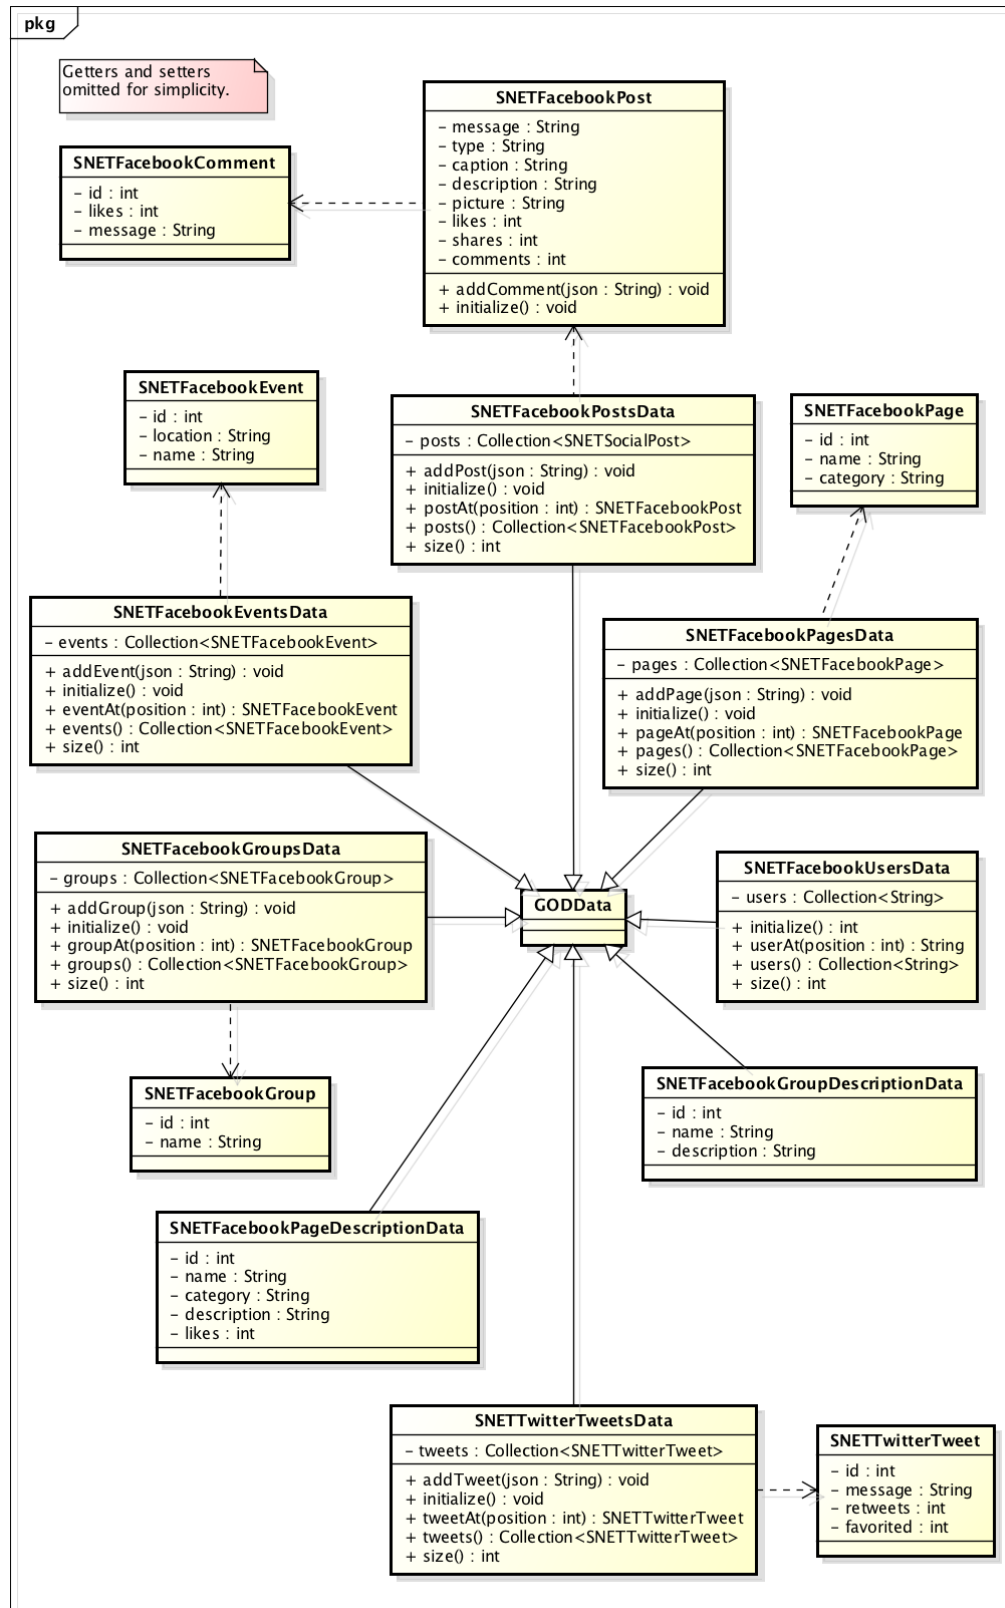 pkg
Getters and setters
omitted for simplicity.
SNETFacebookPost
- message : String
- type : String
- caption : String
- description : String
- picture : String
- likes : int
- shares : int
- comments : int
+ addComment(json : String) : void
+ initialize() : void
SNETFacebookComment
- id : int
- likes : int
- message : String
SNETFacebookEvent
- id : int
- location : String
- name : String
SNETFacebookPostsData
- posts : Collection<SNETSocialPost>
+ addPost(json : String) : void
+ initialize() : void
+ postAt(position : int) : SNETFacebookPost
+ posts() : Collection<SNETFacebookPost>
+ size() : int
SNETFacebookPage
- id : int
- name : String
- category : String
SNETFacebookEventsData
- events : Collection<SNETFacebookEvent>
+ addEvent(json : String) : void
+ initialize() : void
+ eventAt(position : int) : SNETFacebookEvent
+ events() : Collection<SNETFacebookEvent>
+ size() : int
SNETFacebookPagesData
- pages : Collection<SNETFacebookPage>
+ addPage(json : String) : void
+ initialize() : void
+ pageAt(position : int) : SNETFacebookPage
+ pages() : Collection<SNETFacebookPage>
+ size() : int
SNETFacebookGroupsData
- groups : Collection<SNETFacebookGroup>
+ addGroup(json : String) : void
+ initialize() : void
+ groupAt(position : int) : SNETFacebookGroup
+ groups() : Collection<SNETFacebookGroup>
+ size() : int
GODData
SNETFacebookUsersData
- users : Collection<String>
+ initialize() : int
+ userAt(position : int) : String
+ users() : Collection<String>
+ size() : int
SNETFacebookGroup
- id : int
- name : String
SNETFacebookGroupDescriptionData
- id : int
- name : String
- description : String
SNETFacebookPageDescriptionData
- id : int
- name : String
- category : String
- description : String
- likes : int
SNETTwitterTweetsData
- tweets : Collection<SNETTwitterTweet>
+ addTweet(json : String) : void
+ initialize() : void
+ tweetAt(position : int) : SNETTwitterTweet
+ tweets() : Collection<SNETTwitterTweet>
+ size() : int
SNETTwitterTweet
- id : int
- message : String
- retweets : int
- favorited : int